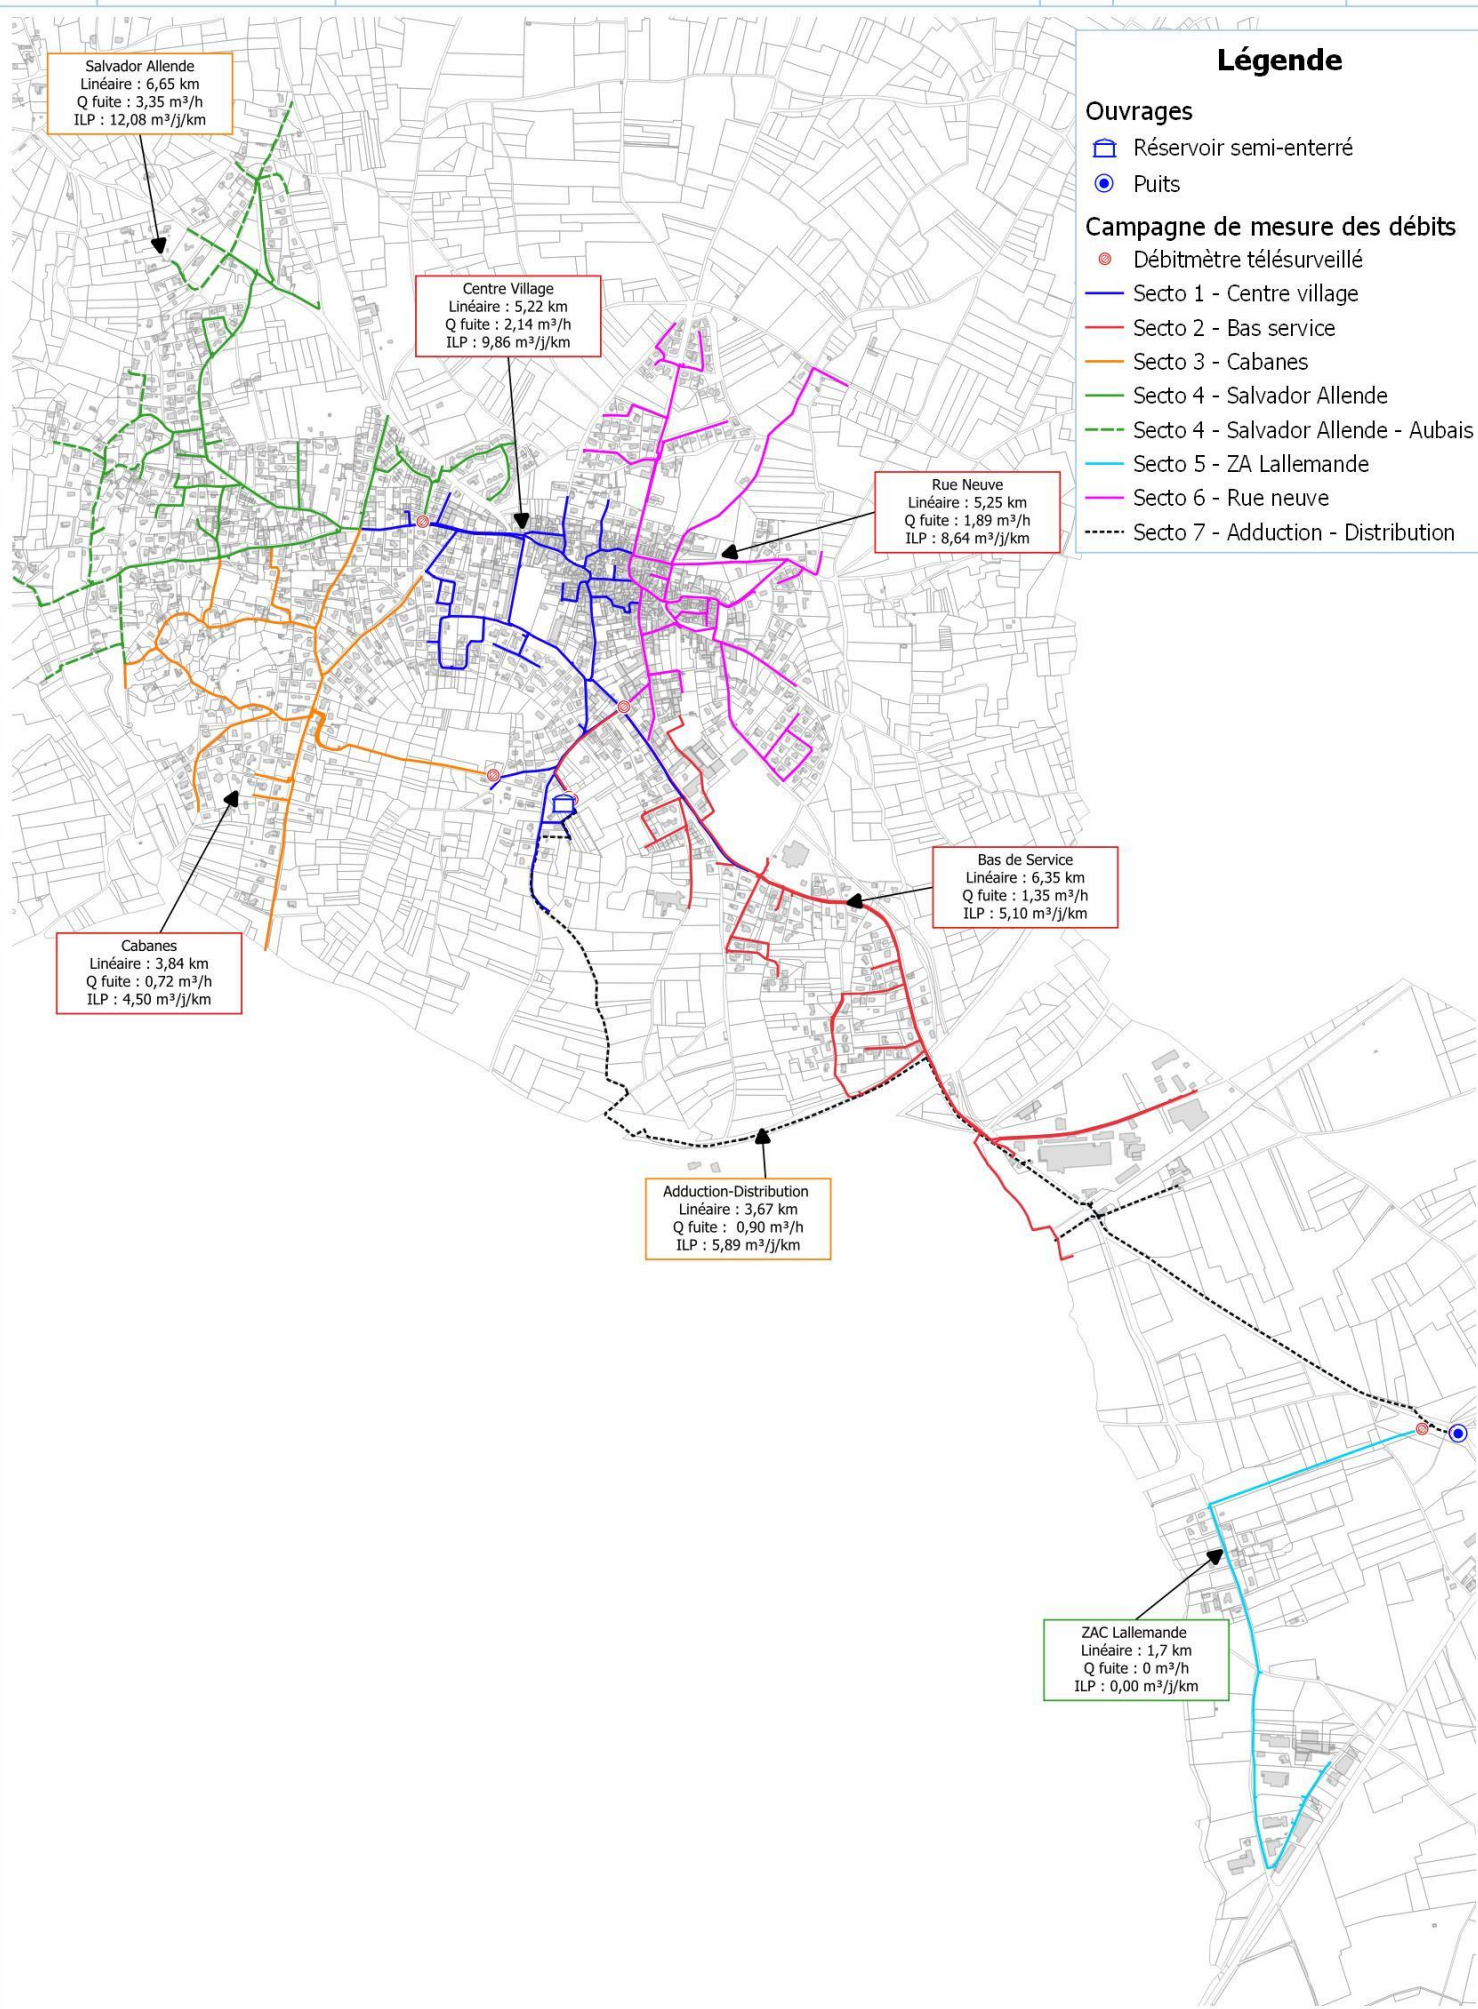 Salvador Allende
Linéaire : 6,65 km
Q fuite : 3,35 m³/h
ILP : 12,08 m³/j/km
Légende
Ouvrages
Réservoir semi-enterré
Puits
Campagne de mesure des débits
Débitmètre télésurveillé
Secto 1 - Centre village
Secto 2 - Bas service
Secto 3 - Cabanes
Secto 4 - Salvador Allende
Secto 4 - Salvador Allende - Aubais
Secto 5 - ZA Lallemande
Secto 6 - Rue neuve
Secto 7 - Adduction - Distribution
Centre Village
Linéaire : 5,22 km
Q fuite : 2,14 m³/h
ILP : 9,86 m³/j/km
Rue Neuve
Linéaire : 5,25 km
Q fuite : 1,89 m³/h
ILP : 8,64 m³/j/km
Bas de Service
Linéaire : 6,35 km
Q fuite : 1,35 m³/h
ILP : 5,10 m³/j/km
Cabanes
Linéaire : 3,84 km
Q fuite : 0,72 m³/h
ILP : 4,50 m³/j/km
Adduction-Distribution
Linéaire : 3,67 km
Q fuite :  0,90 m³/h
ILP : 5,89 m³/j/km
ZAC Lallemande
Linéaire : 1,7 km
Q fuite : 0 m³/h
ILP : 0,00 m³/j/km